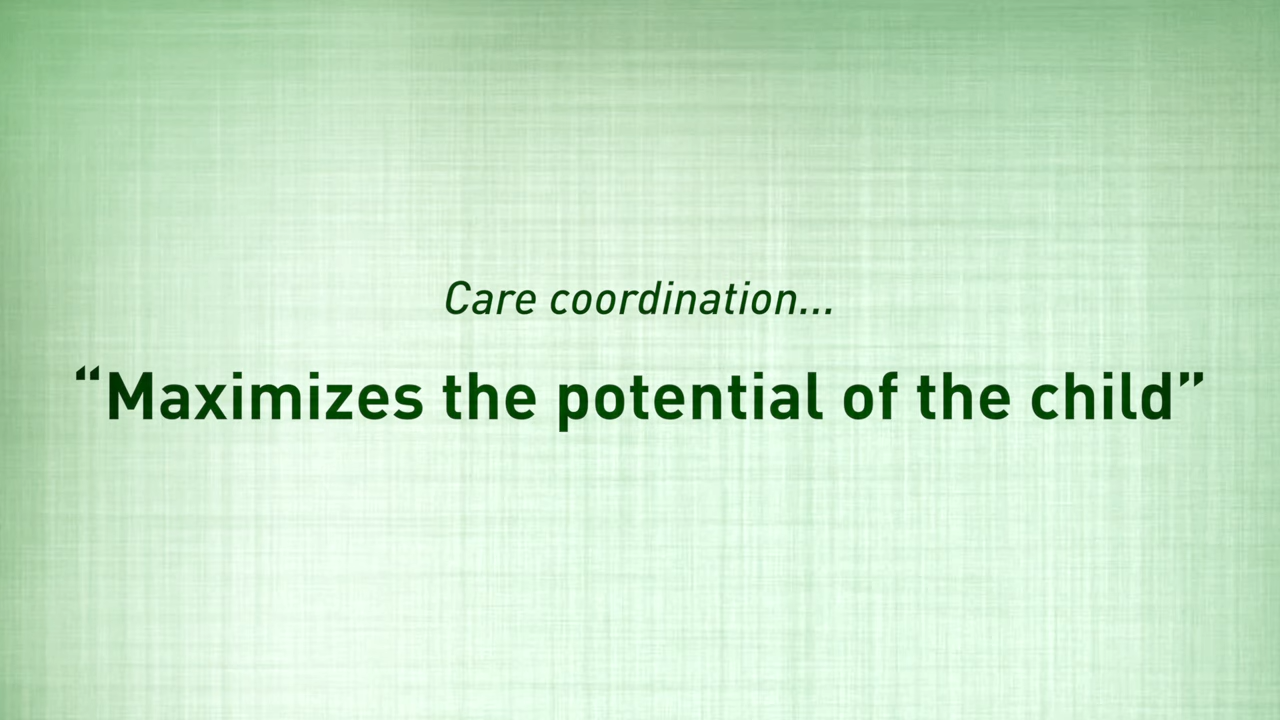 Care coordination...
“Maximizes the potential of the child”